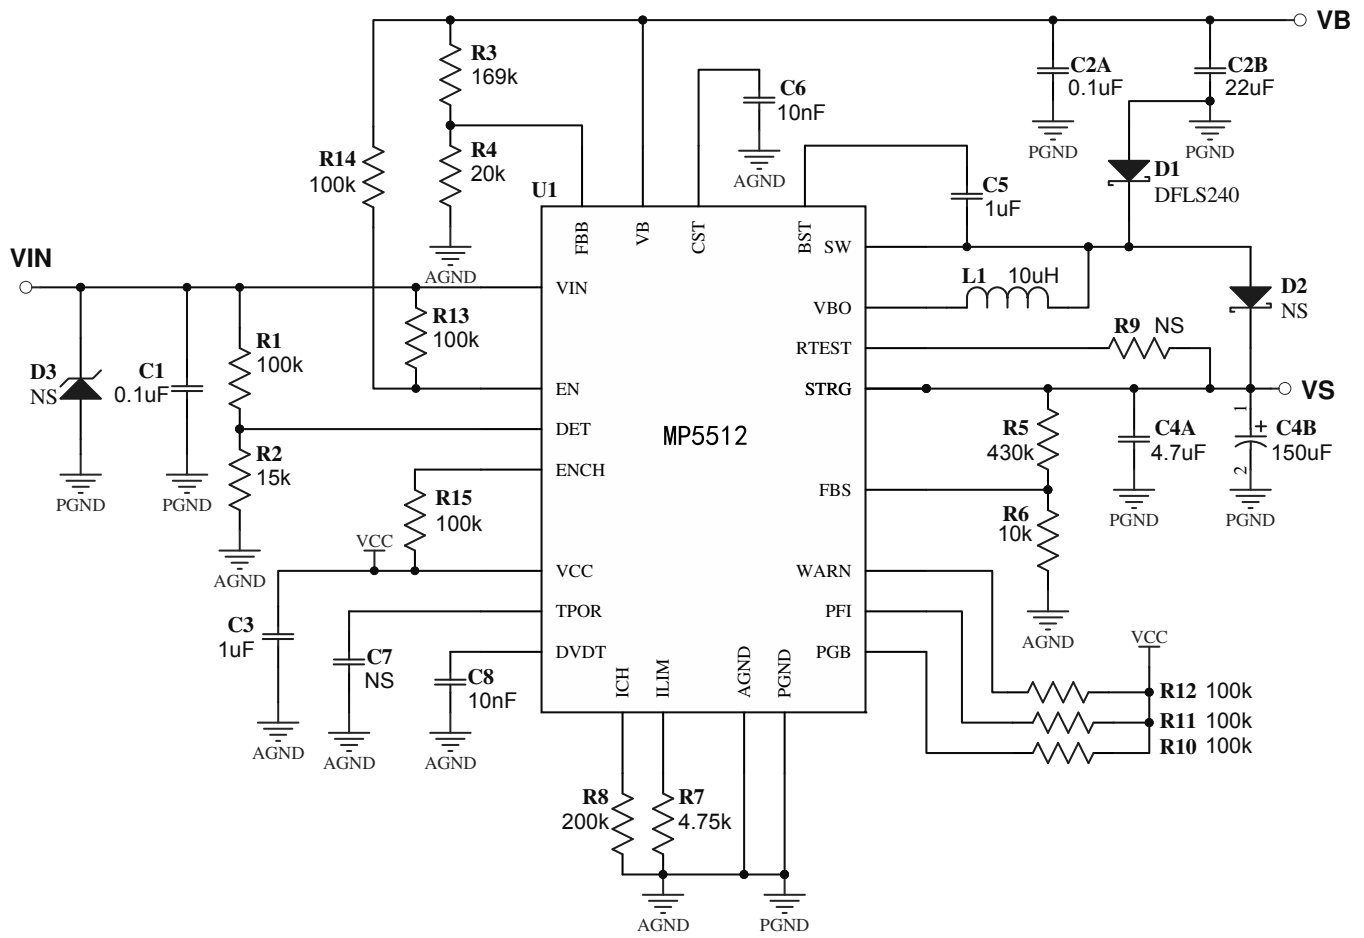 VB
R3
169k
C6
10nF
C2A
0.1uF
C2B
22uF
PGND
PGND
R14
100k
R4
20k
AGND
D1
DFLS240
U1
C5
1uF
AGND
FBB
VB
CST
BST
SW
VIN
VIN
R13
100k
R1
100k
D3
NS
C1
0.1uF
EN
DET
PGND
PGND
R2
15k
ENCH
R15
100k
AGND
VCC
VCC
C3
1uF
AGND
TPOR
C7
NS
AGND
DVDT
C8
10nF
AGND
MP5512
L1 10uH
VBO
D2
NS
R9 NS
RTEST
STRG
VS
R5
430k
C4A
4.7uF
PGND
1
+
2
C4B
150uF
PGND
FBS
R6
10k
AGND
WARN
PFI
PGB
VCC
R12 100k
R11 100k
R10 100k
ICH
ILIM
AGND
PGND
R8
200k
R7
4.75k
AGND
PGND